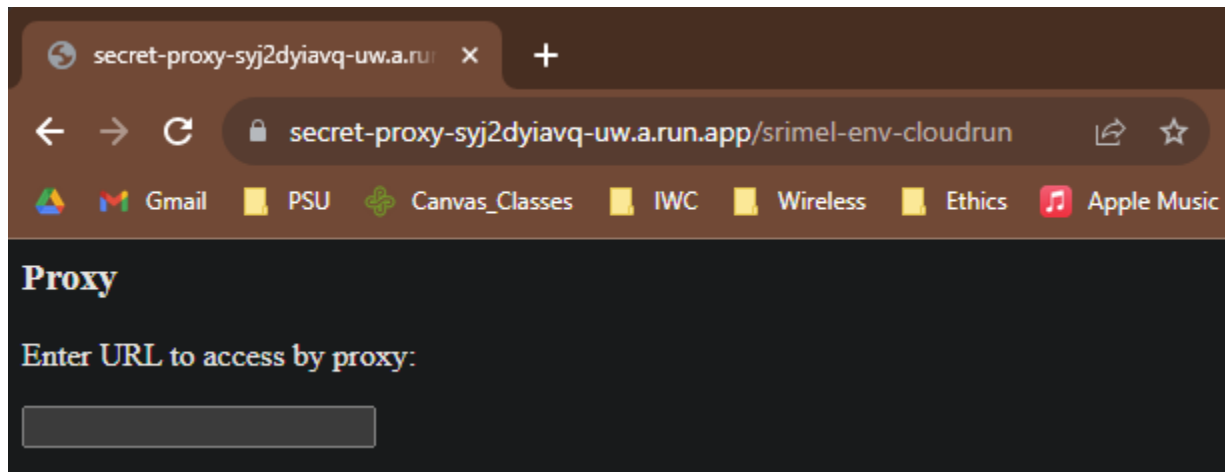 secret-proxy-syj2dyiavq-uw.a.ru
secret-proxy-syj2dyiavq-uw.a.run.app/srimel-env-cloudrun
Gmail PSU Canvas_Classes IWC Wireless Ethics Apple Music
Proxy
Enter URL to access by proxy: